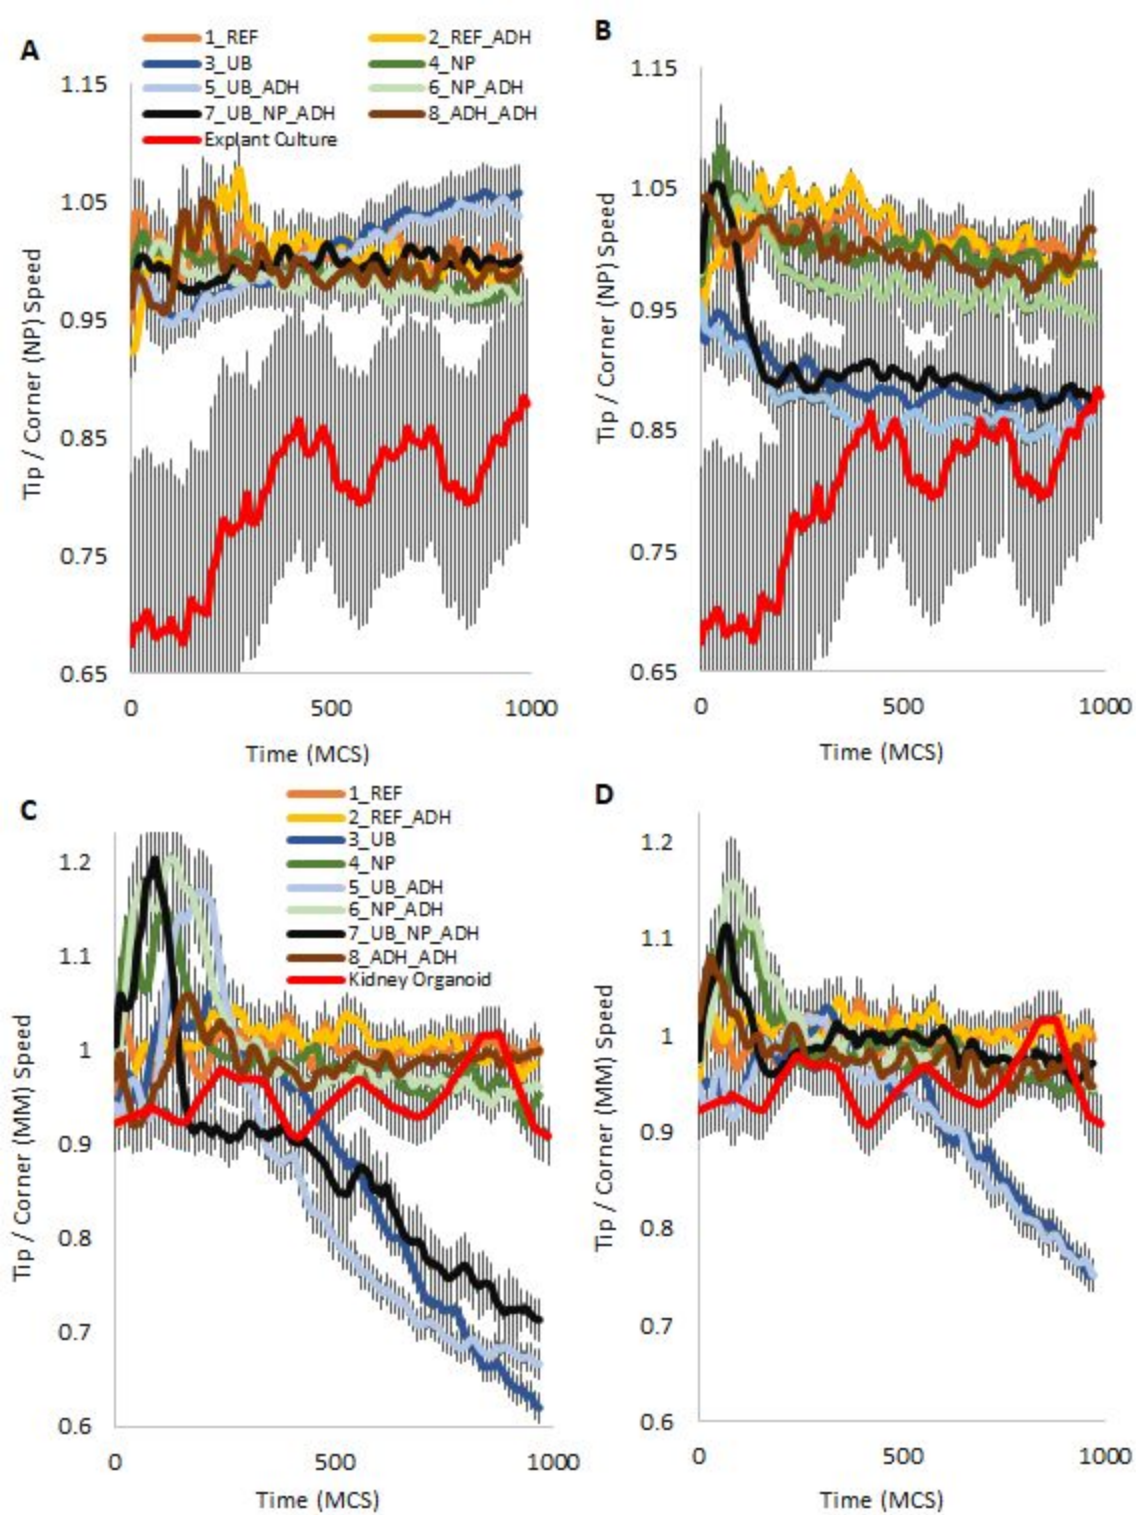 A
1_REF 2_REF_ADH
3_UB 4_NP
5_UB_ADH 6_NP_ADH
7_UB_NP_ADH 8_ADH_ADH
Explant Culture
1.15
1.05
0.95
0.85
0.75
0.65
Tip / Corner (NP) Speed
0 500 1000
Time (MCS)
B
1.15
1.05
0.95
0.85
0.75
0.65
Tip / Corner (NP) Speed
0 500 1000
Time (MCS)
C
1_REF
2_REF_ADH
3_UB
4_NP
5_UB_ADH
6_NP_ADH
7_UB_NP_ADH
8_ADH_ADH
Kidney Organoid
1.2
1.1
1
0.9
0.8
0.7
0.6
Tip / Corner (MM) Speed
0 500 1000
Time (MCS)
D
1.2
1.1
1
0.9
0.8
0.7
0.6
Tip / Corner (MM) Speed
0 500 1000
Time (MCS)